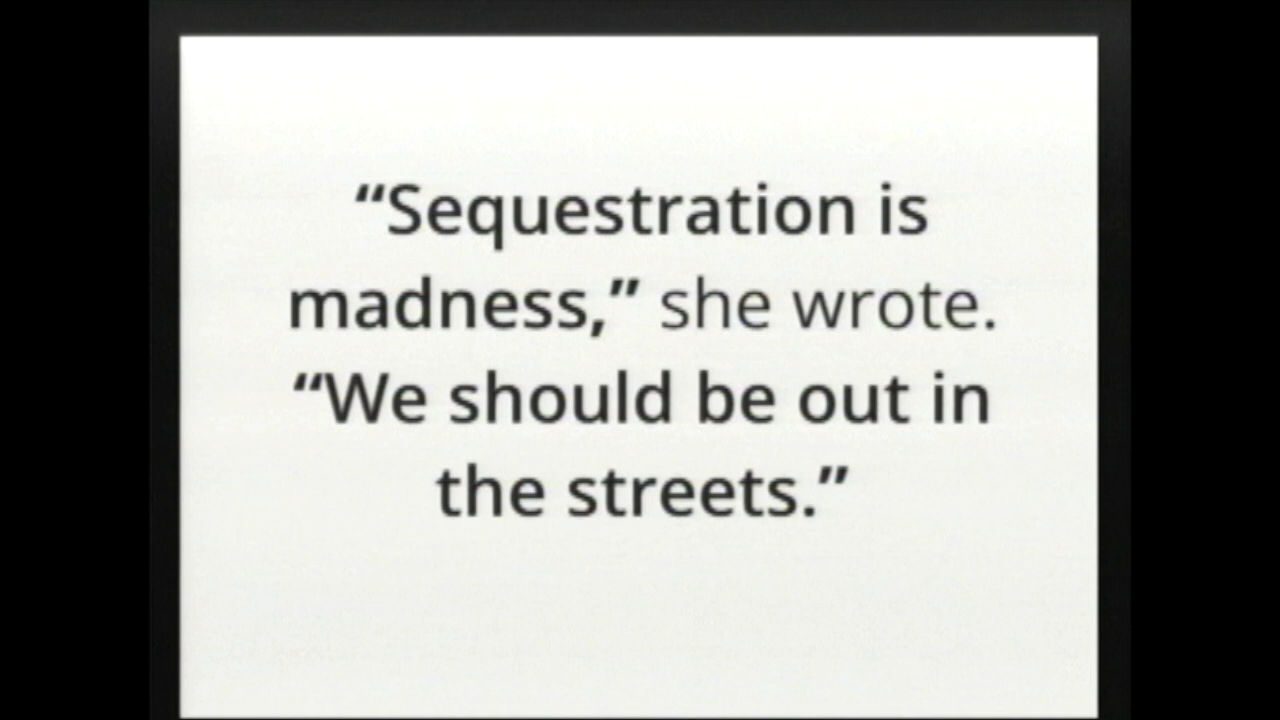 “Sequestration is
madness,” she wrote.
“We should be out in
the streets.”